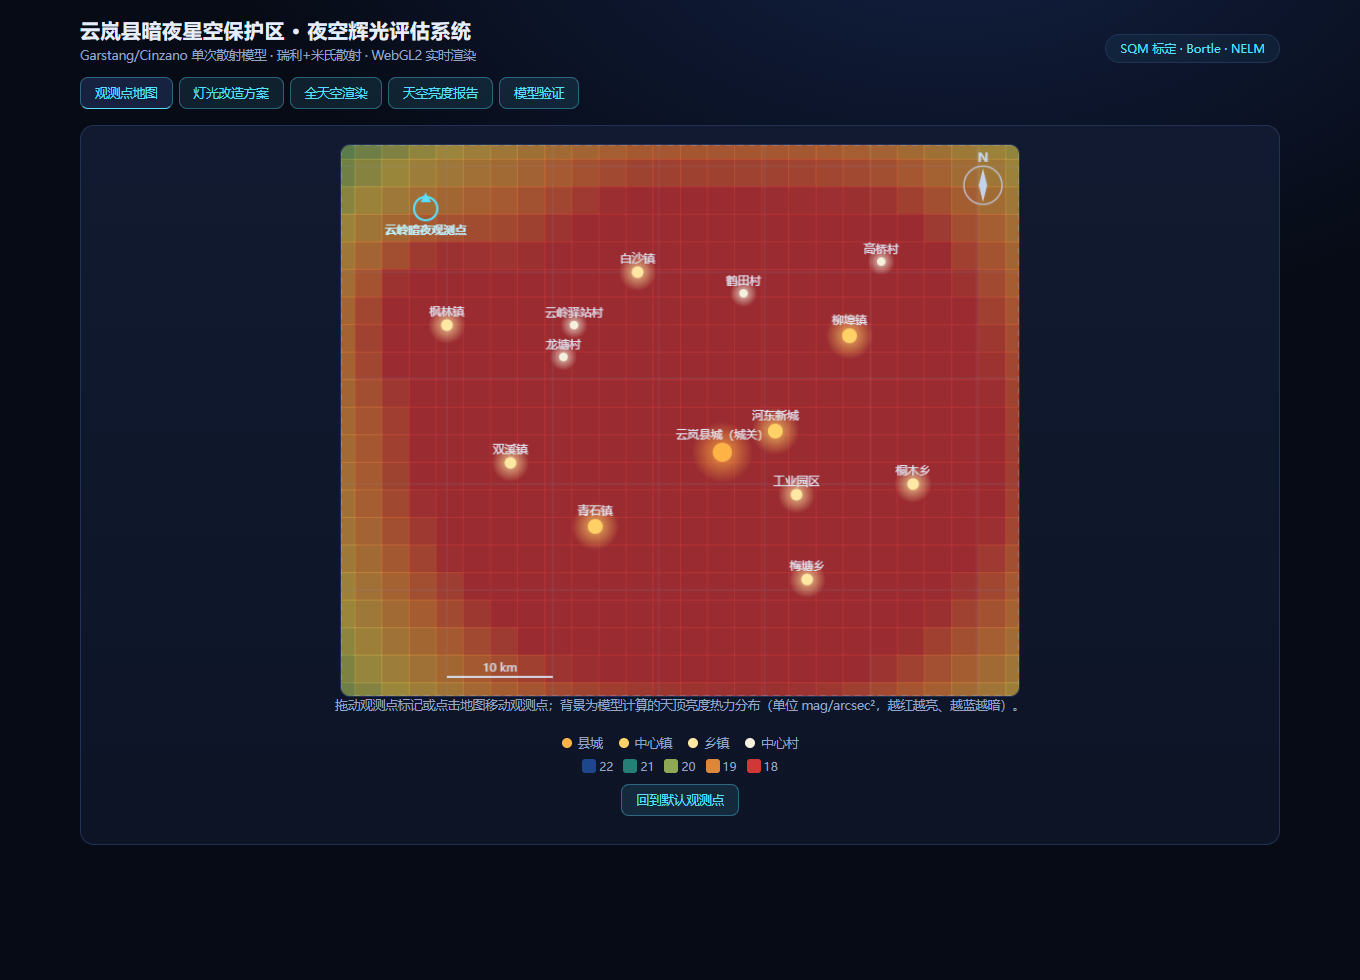 云岚县暗夜星空保护区 · 夜空辉光评估系统
Garstang/Cinzano 单次散射模型 · 瑞利+米氏散射 · WebGL2 实时渲染
SQM 标定 · Bortle · NELM
观测点地图
灯光改造方案
全天空渲染
天空亮度报告
模型验证
N
云岭暗夜观测点
高桥村
白沙镇
鹤田村
枫林镇
云岭驿站村
柳埠镇
龙塘村
河东新城
云岚县城（城关）
双溪镇
桐木乡
工业园区
青石镇
梅塘乡
10 km
拖动观测点标记或点击地图移动观测点；背景为模型计算的天顶亮度热力分布（单位 mag/arcsec²，越红越亮、越蓝越暗）。
县城 中心镇 乡镇 中心村
22 21 20 19 18
回到默认观测点